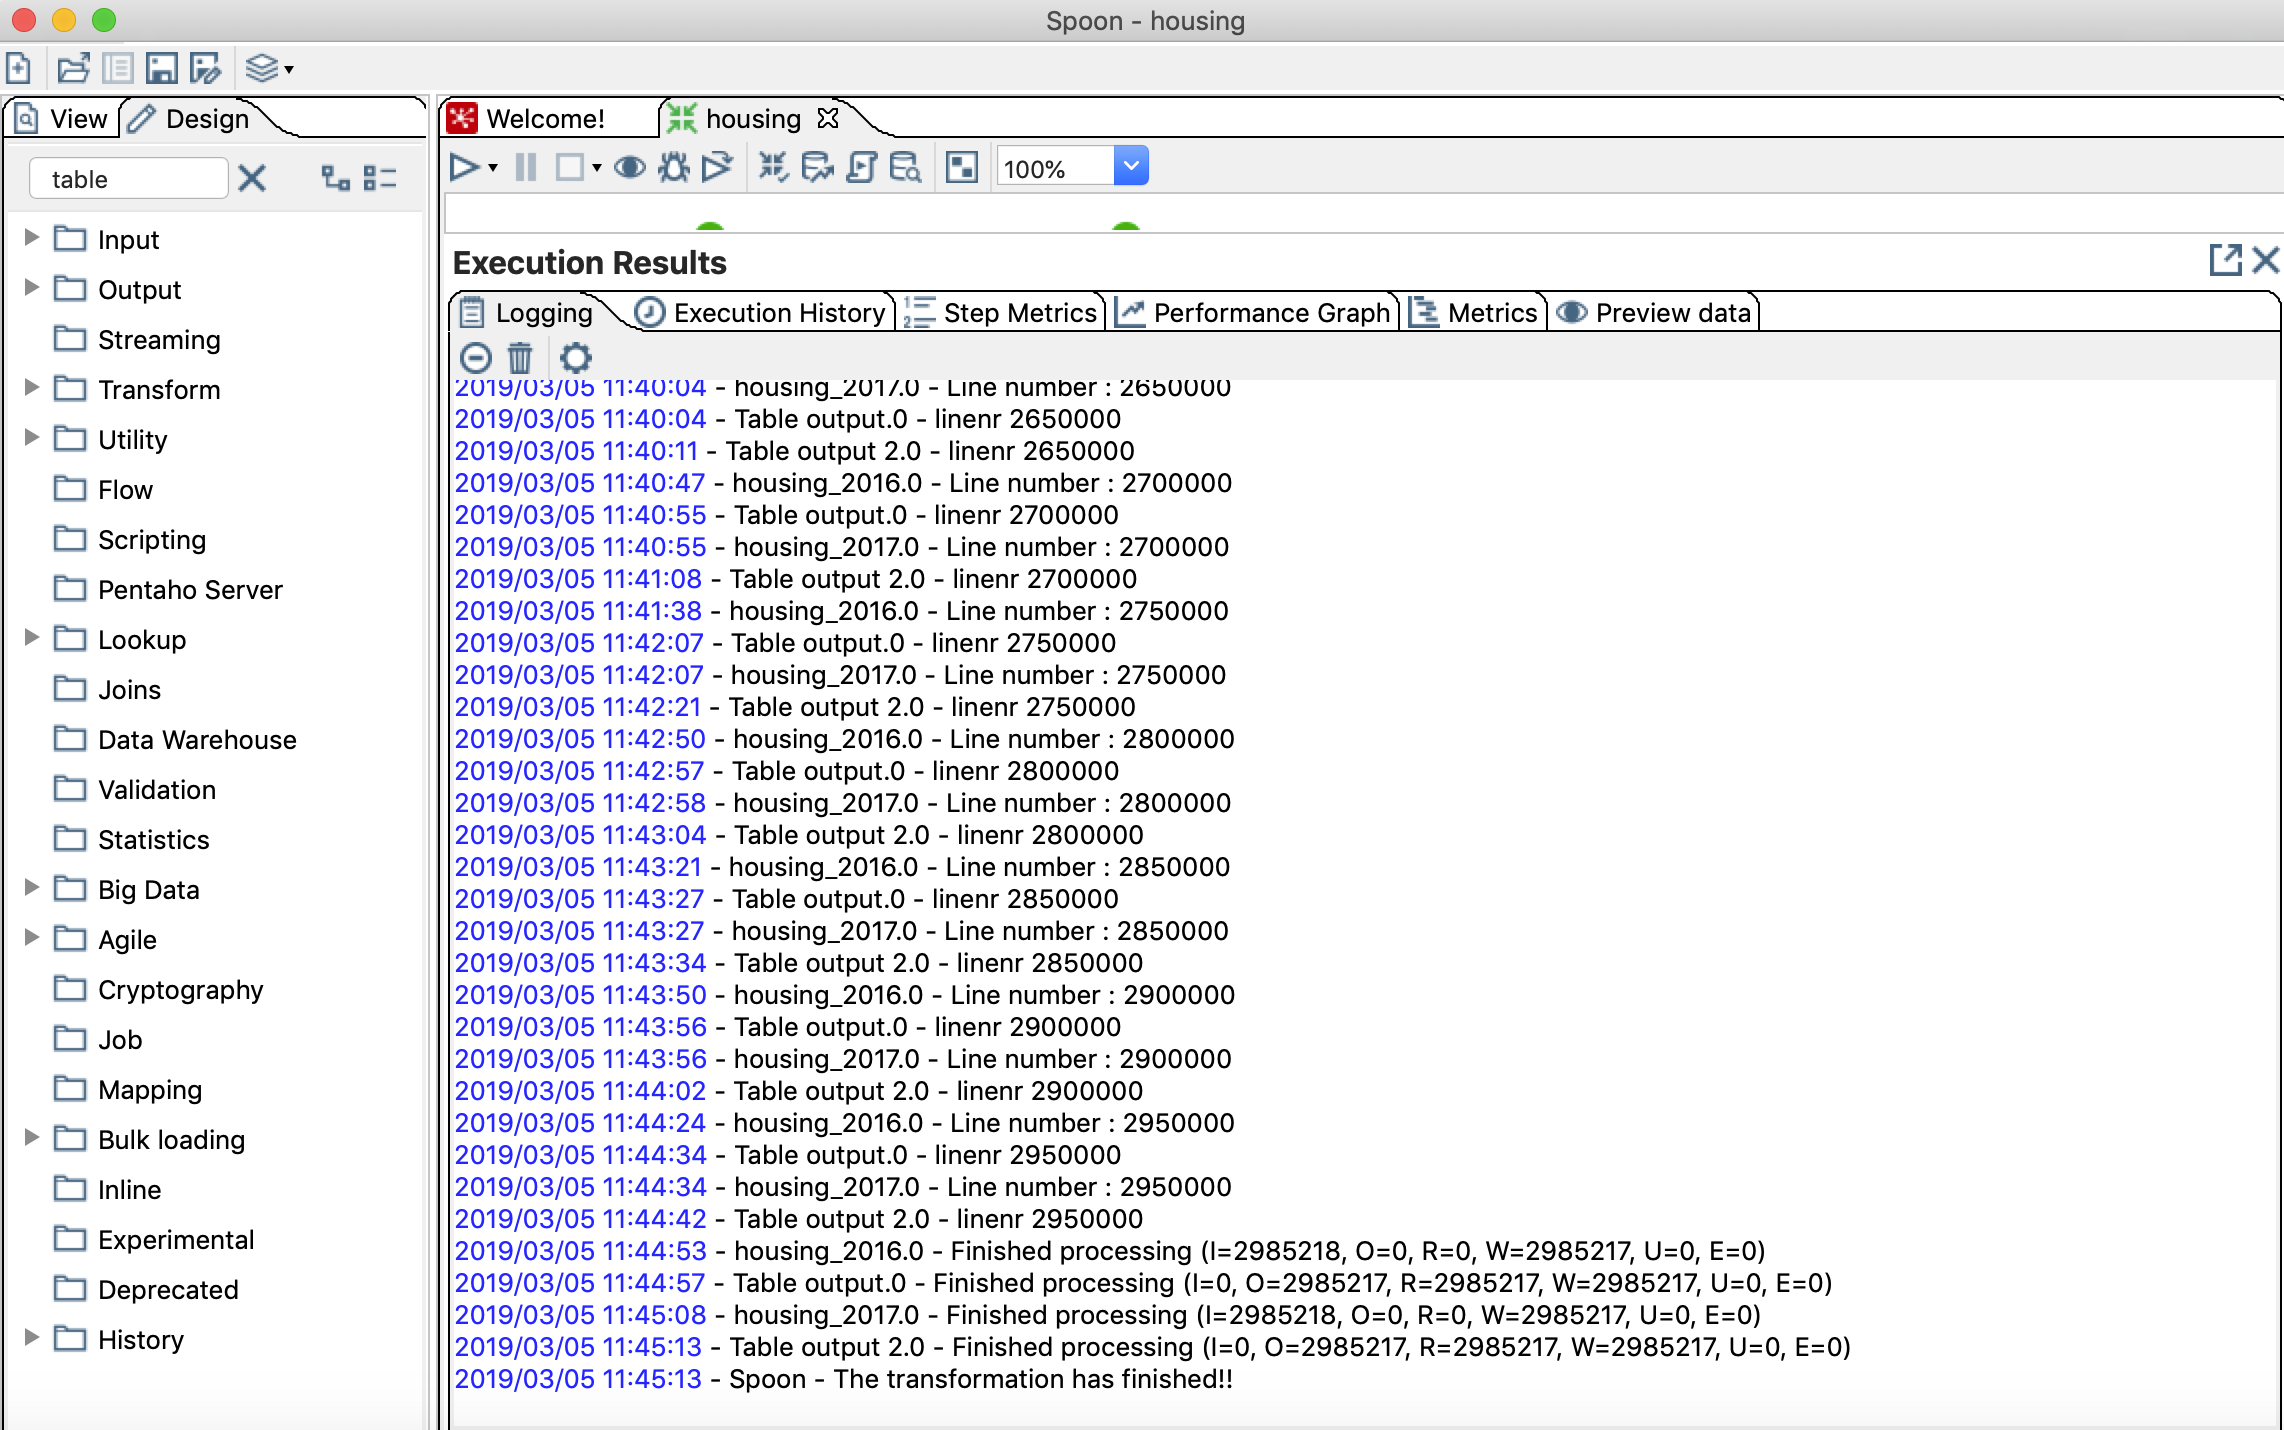 Spoon - housing
View
Design
Welcome!
housing
table
100%
Input
Output
Streaming
Transform
Utility
Flow
Scripting
Pentaho Server
Lookup
Joins
Data Warehouse
Validation
Statistics
Big Data
Agile
Cryptography
Job
Mapping
Bulk loading
Inline
Experimental
Deprecated
History
Execution Results
Logging
Execution History
Step Metrics
Performance Graph
Metrics
Preview data
2019/03/05 11:40:04 - housing_2017.0 - Line number : 2650000
2019/03/05 11:40:04 - Table output.0 - linenr 2650000
2019/03/05 11:40:11 - Table output 2.0 - linenr 2650000
2019/03/05 11:40:47 - housing_2016.0 - Line number : 2700000
2019/03/05 11:40:55 - Table output.0 - linenr 2700000
2019/03/05 11:40:55 - housing_2017.0 - Line number : 2700000
2019/03/05 11:41:08 - Table output 2.0 - linenr 2700000
2019/03/05 11:41:38 - housing_2016.0 - Line number : 2750000
2019/03/05 11:42:07 - Table output.0 - linenr 2750000
2019/03/05 11:42:07 - housing_2017.0 - Line number : 2750000
2019/03/05 11:42:21 - Table output 2.0 - linenr 2750000
2019/03/05 11:42:50 - housing_2016.0 - Line number : 2800000
2019/03/05 11:42:57 - Table output.0 - linenr 2800000
2019/03/05 11:42:58 - housing_2017.0 - Line number : 2800000
2019/03/05 11:43:04 - Table output 2.0 - linenr 2800000
2019/03/05 11:43:21 - housing_2016.0 - Line number : 2850000
2019/03/05 11:43:27 - Table output.0 - linenr 2850000
2019/03/05 11:43:27 - housing_2017.0 - Line number : 2850000
2019/03/05 11:43:34 - Table output 2.0 - linenr 2850000
2019/03/05 11:43:50 - housing_2016.0 - Line number : 2900000
2019/03/05 11:43:56 - Table output.0 - linenr 2900000
2019/03/05 11:43:56 - housing_2017.0 - Line number : 2900000
2019/03/05 11:44:02 - Table output 2.0 - linenr 2900000
2019/03/05 11:44:24 - housing_2016.0 - Line number : 2950000
2019/03/05 11:44:34 - Table output.0 - linenr 2950000
2019/03/05 11:44:34 - housing_2017.0 - Line number : 2950000
2019/03/05 11:44:42 - Table output 2.0 - linenr 2950000
2019/03/05 11:44:53 - housing_2016.0 - Finished processing (I=2985218, O=0, R=0, W=2985217, U=0, E=0)
2019/03/05 11:44:57 - Table output.0 - Finished processing (I=0, O=2985217, R=2985217, W=2985217, U=0, E=0)
2019/03/05 11:45:08 - housing_2017.0 - Finished processing (I=2985218, O=0, R=0, W=2985217, U=0, E=0)
2019/03/05 11:45:13 - Table output 2.0 - Finished processing (I=0, O=2985217, R=2985217, W=2985217, U=0, E=0)
2019/03/05 11:45:13 - Spoon - The transformation has finished!!